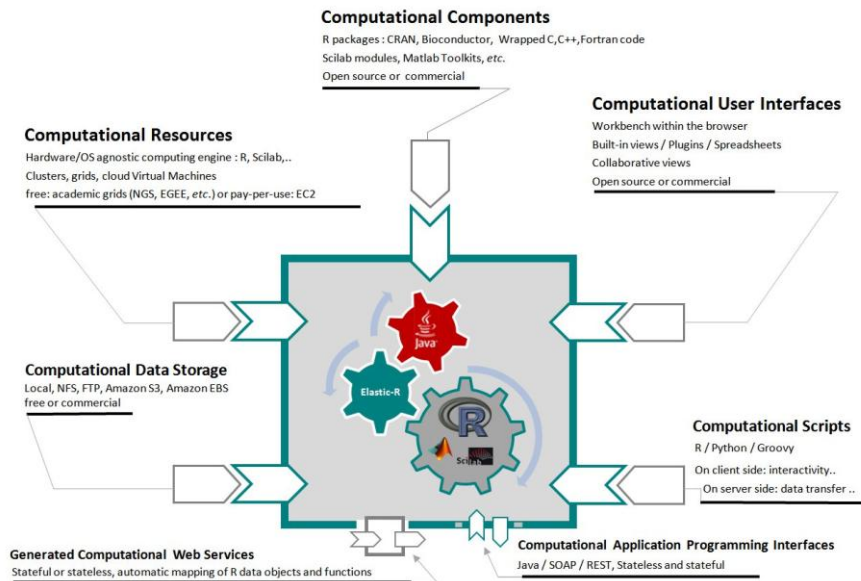 Computational Components
R packages : CRAN, Bioconductor, Wrapped C,C++,Fortran code
Scilab modules, Matlab Toolkits, etc.
Open source or commercial
Computational User Interfaces
Workbench within the browser
Built-in views / Plugins / Spreadsheets
Collaborative views
Open source or commercial
Computational Resources
Hardware/OS agnostic computing engine : R, Scilab,..
Clusters, grids, cloud Virtual Machines
free: academic grids (NGS, EGEE, etc.) or pay-per-use: EC2
Java
Elastic-R
R
Scilab
Computational Data Storage
Local, NFS, FTP, Amazon S3, Amazon EBS
free or commercial
Computational Scripts
R / Python / Groovy
On client side: interactivity..
On server side: data transfer ..
Generated Computational Web Services
Stateful or stateless, automatic mapping of R data objects and functions
Computational Application Programming Interfaces
Java / SOAP / REST, Stateless and stateful